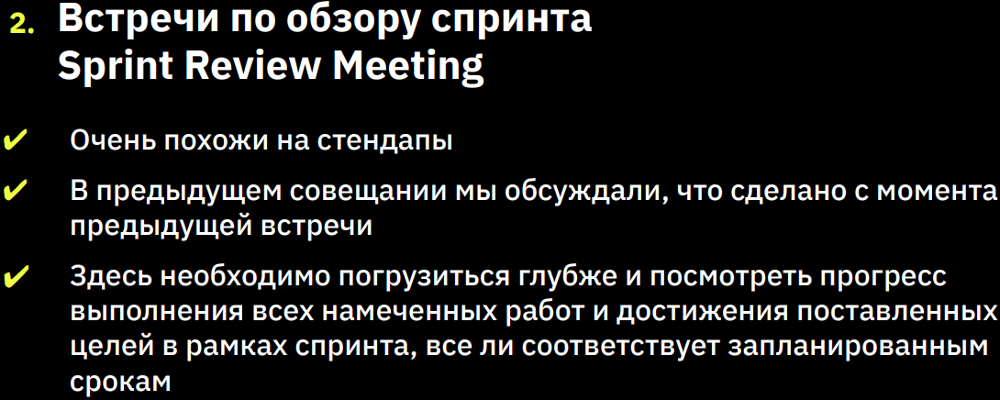 2. Встречи по обзору спринта
Sprint Review Meeting
✔ Очень похожи на стендапы
✔ В предыдущем совещании мы обсуждали, что сделано с момента
предыдущей встречи
✔ Здесь необходимо погрузиться глубже и посмотреть прогресс
выполнения всех намеченных работ и достижения поставленных
целей в рамках спринта, все ли соответствует запланированным
срокам